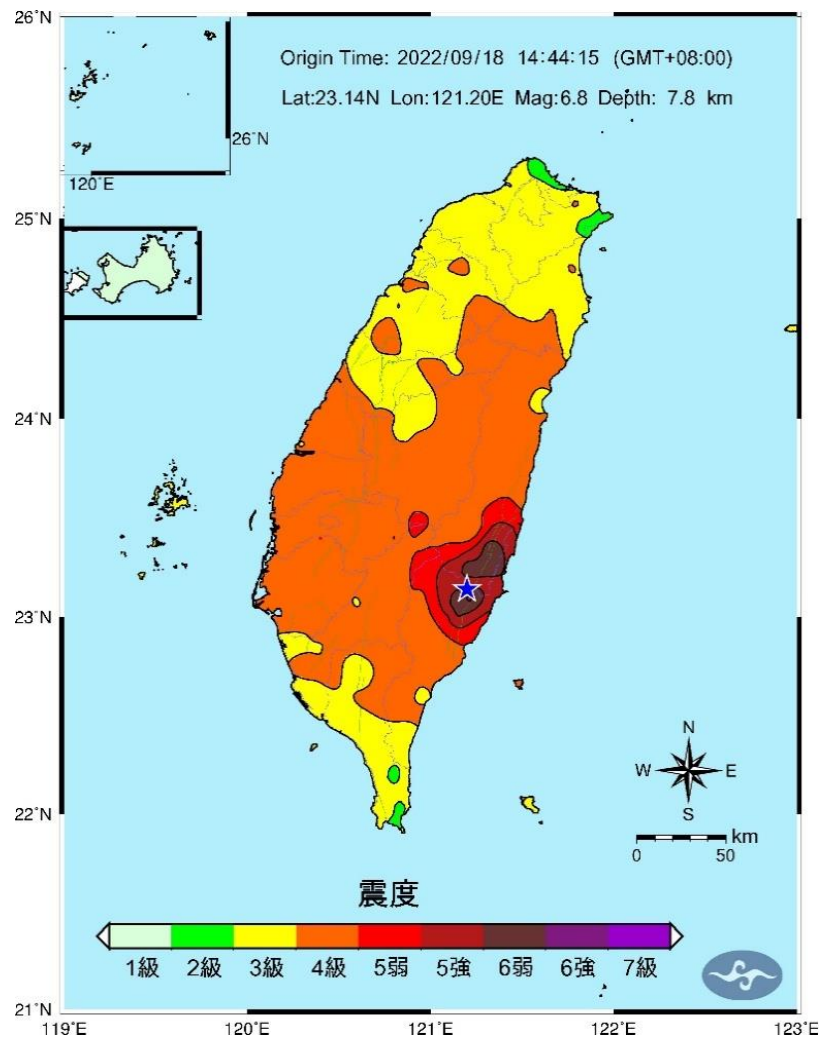 26°N
Origin Time: 2022/09/18 14:44:15 (GMT+08:00)
Lat:23.14N Lon:121.20E Mag:6.8 Depth: 7.8 km
26°N
120°E
25°N
24°N
23°N
N
W E
S
22°N
km
0 50
震度
1級 2級 3級 4級 5弱 5強 6弱 6強 7級
21°N
119°E 120°E 121°E 122°E 123°E